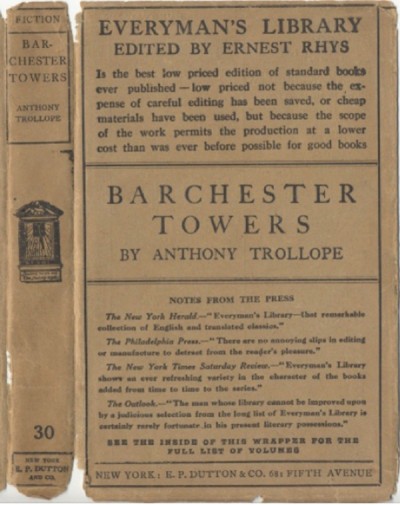 FICTION
BAR-
CHESTER
TOWERS
ANTHONY
TROLLOPE
30
NEW YORK
E. P. DUTTON
AND CO.
EVERYMAN'S LIBRARY
EDITED BY ERNEST RHYS
Is the best low priced edition of standard books
ever published — low priced not because the ex-
pense of careful editing has been saved, or cheap
materials have been used, but because the scope
of the work permits the production at a lower
cost than was ever before possible for good books
BARCHESTER
TOWERS
BY ANTHONY TROLLOPE
NOTES FROM THE PRESS
The New York Herald.—"Everyman's Library—that remarkable
collection of English and translated classics."
The Philadelphia Press.—"There are no annoying slips in editing
or manufacture to detract from the reader's pleasure."
The New York Times Saturday Review.—"Everyman's Library
shows an ever refreshing variety in the character of the books
added from time to time to the series."
The Outlook.—"The man whose library cannot be improved upon
by a judicious selection from the long list of Everyman's Library is
certainly rarely fortunate in his present literary possessions."
SEE THE INSIDE OF THIS WRAPPER FOR THE
FULL LIST OF VOLUMES
NEW YORK: E. P. DUTTON & CO. 681 FIFTH AVENUE